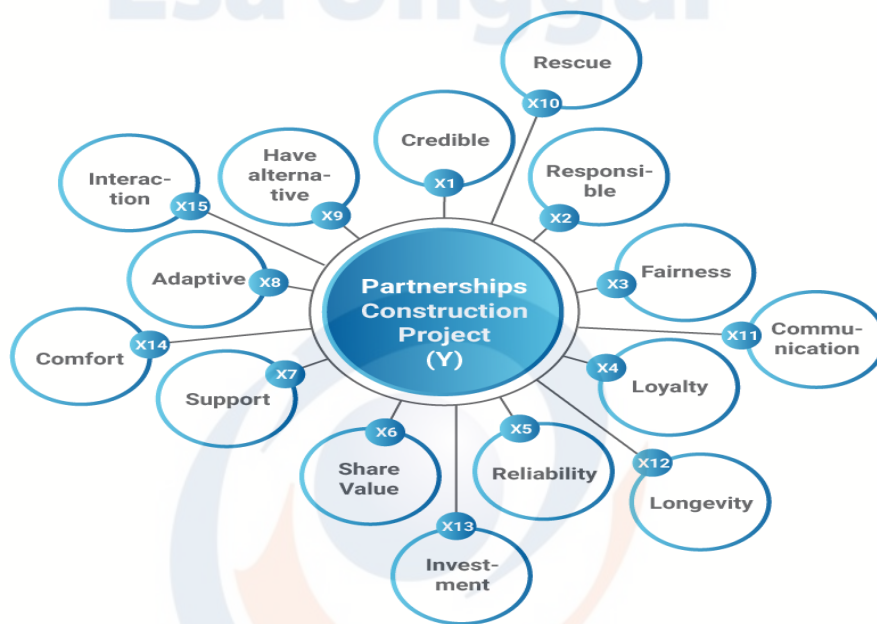 Esa Unggul
Rescue
X10
Credible
X1
Have
alterna-
tive
X9
Responsi-
ble
X2
Interac-
tion
X15
Adaptive
X8
Fairness
X3
Partnerships
Construction
Project
(Y)
Commu-
nication
X11
Comfort
X14
Support
X7
Loyalty
X4
X6
Share
Value
X5
Reliability
X12
Longevity
X13
Invest-
ment